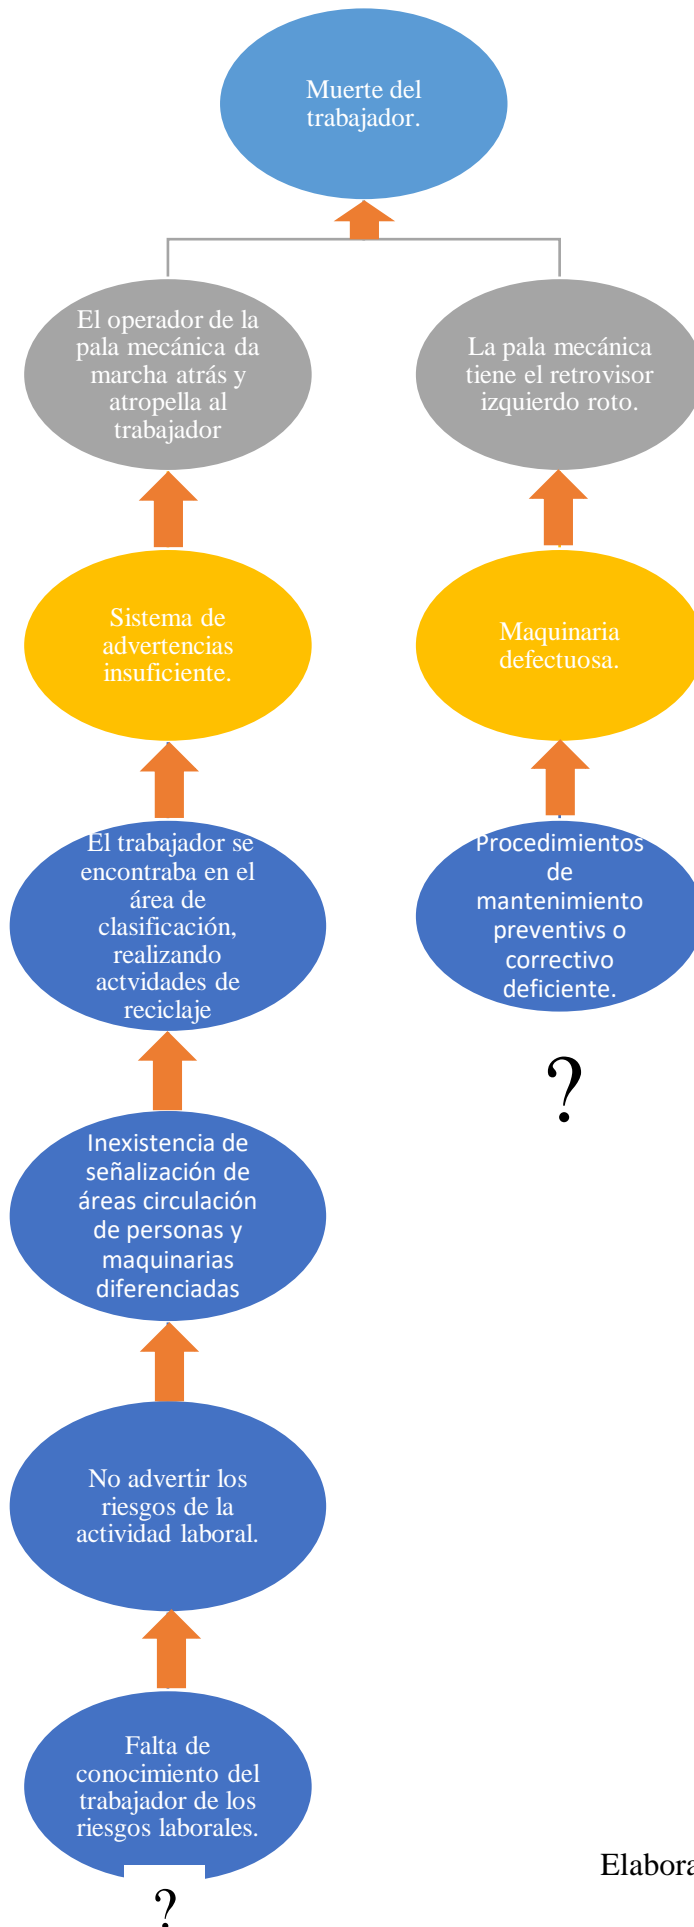 Muerte del
trabajador.
El operador de la
pala mecánica da
marcha atrás y
atropella al
trabajador
La pala mecánica
tiene el retrovisor
izquierdo roto.
Sistema de
advertencias
insuficiente.
Maquinaria
defectuosa.
El trabajador se
encontraba en el
área de
clasificación,
realizando
actvidades de
reciclaje
Procedimientos
de
mantenimiento
preventivs o
correctivo
deficiente.
?
Inexistencia de
señalización de
áreas circulación
de personas y
maquinarias
diferenciadas
No advertir los
riesgos de la
actividad laboral.
Falta de
conocimiento del
trabajador de los
riesgos laborales.
?
Elabora